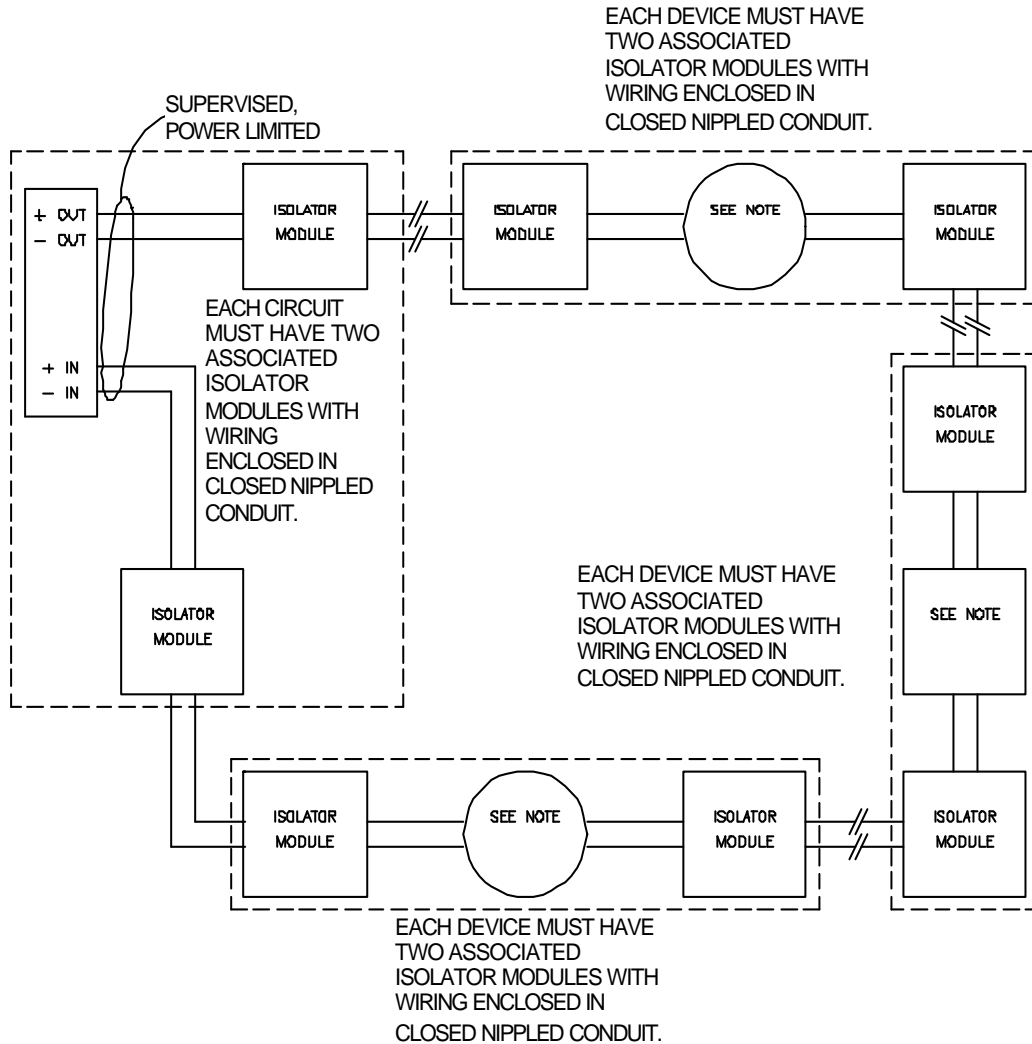 EACH DEVICE MUST HAVE
TWO ASSOCIATED
ISOLATOR MODULES WITH
WIRING ENCLOSED IN
CLOSED NIPPLED CONDUIT.
SUPERVISED,
POWER LIMITED
+ OUT
- OUT
+ IN
- IN
ISOLATOR
MODULE
ISOLATOR
MODULE
SEE NOTE
ISOLATOR
MODULE
EACH CIRCUIT
MUST HAVE TWO
ASSOCIATED
ISOLATOR
MODULES WITH
WIRING
ENCLOSED IN
CLOSED NIPPLED
CONDUIT.
ISOLATOR
MODULE
ISOLATOR
MODULE
EACH DEVICE MUST HAVE
TWO ASSOCIATED
ISOLATOR MODULES WITH
WIRING ENCLOSED IN
CLOSED NIPPLED CONDUIT.
SEE NOTE
ISOLATOR
MODULE
SEE NOTE
ISOLATOR
MODULE
ISOLATOR
MODULE
EACH DEVICE MUST HAVE
TWO ASSOCIATED
ISOLATOR MODULES WITH
WIRING ENCLOSED IN
CLOSED NIPPLED CONDUIT.